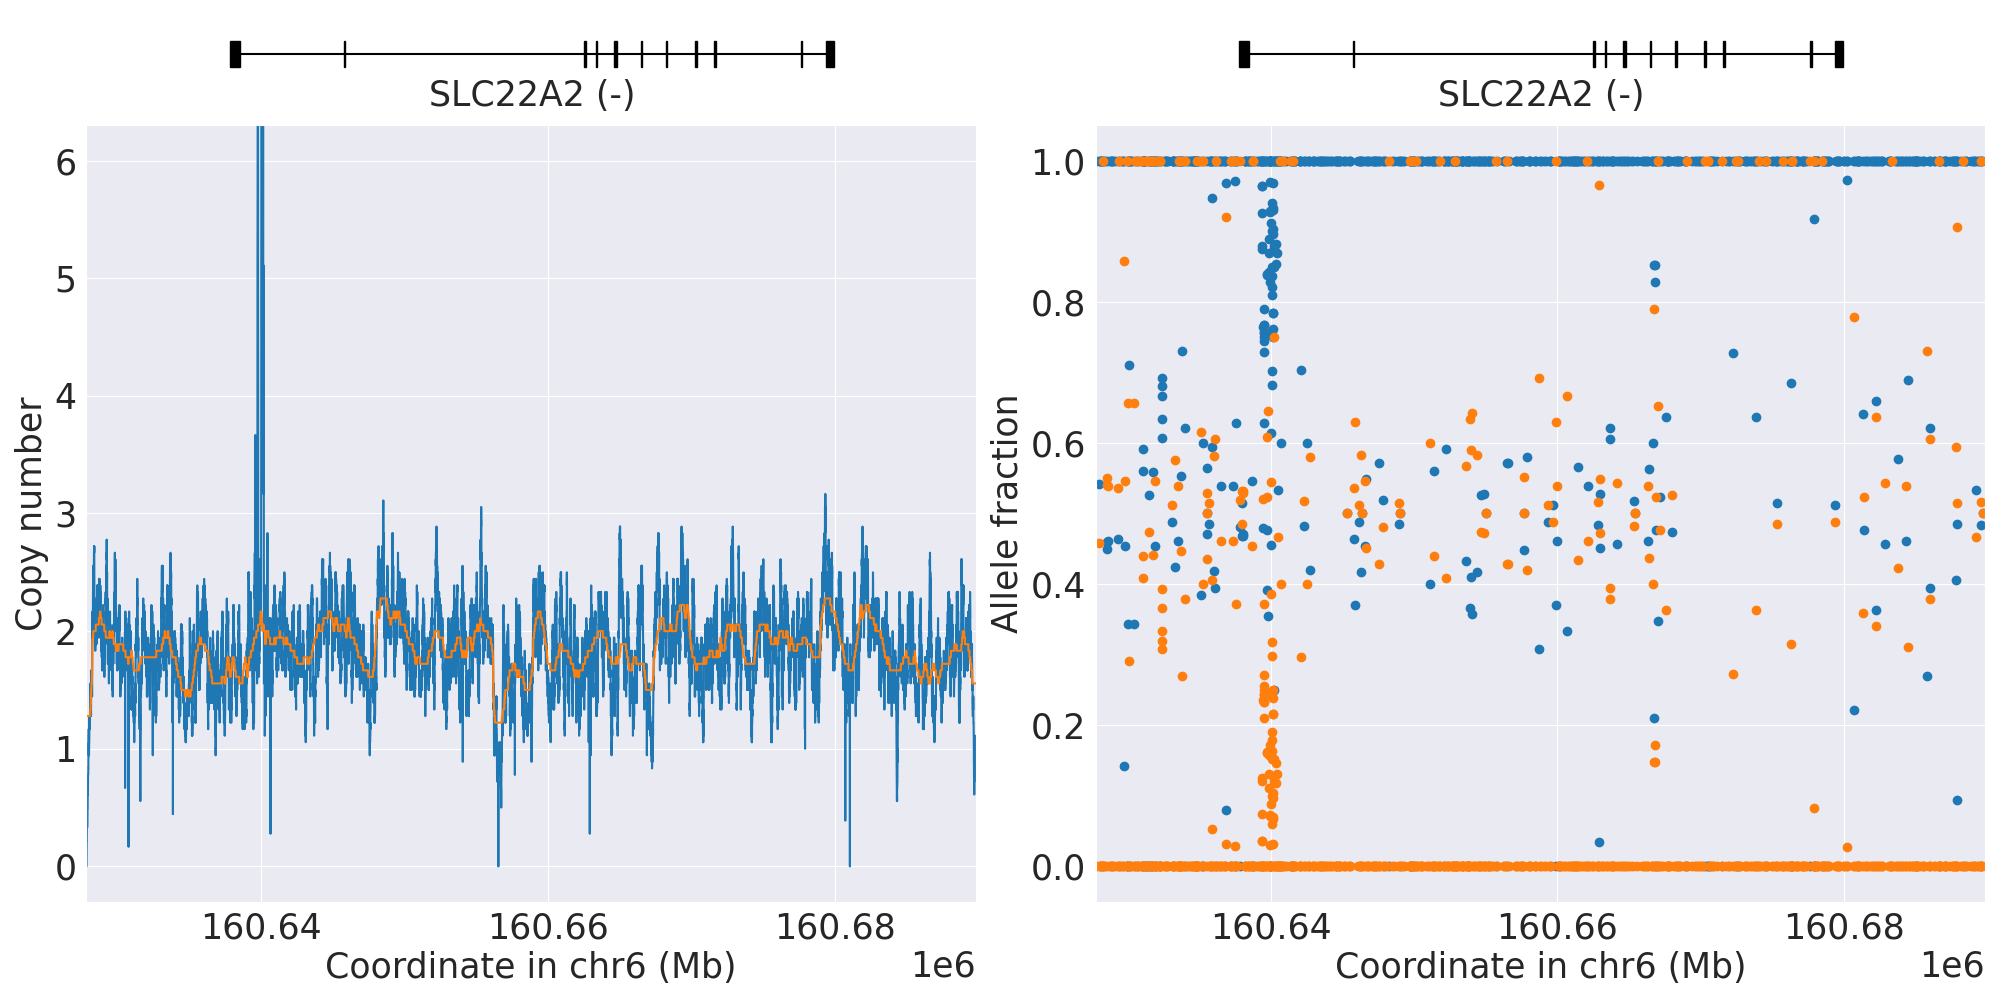 SLC22A2 (-)
Copy number
6
5
4
3
2
1
0
160.64
160.66
160.68
Coordinate in chr6 (Mb)
1e6
SLC22A2 (-)
Allele fraction
1.0
0.8
0.6
0.4
0.2
0.0
160.64
160.66
160.68
Coordinate in chr6 (Mb)
1e6